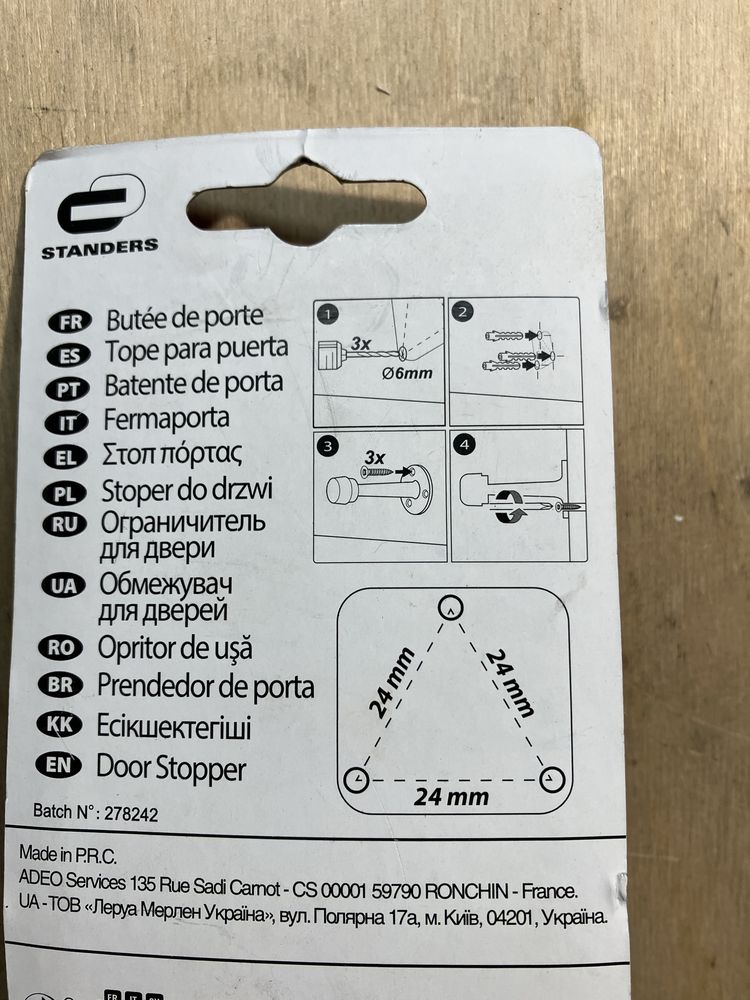 STANDERS
FR Butée de porte
ES Tope para puerta
PT Batente de porta
IT Fermaporta
EL Στοπ πόρτας
PL Stoper do drzwi
RU Ограничитель
для двери
UA Обмежувач
для дверей
RO Opritor de uşă
BR Prendedor de porta
KK Есікшектегіші
EN Door Stopper
1
3x
Ø6mm
2
3
3x
4
24 mm
24 mm
24 mm
Batch N°: 278242
Made in P.R.C.
ADEO Services 135 Rue Sadi Carnot - CS 00001 59790 RONCHIN - France.
UA -ТОВ «Леруа Мерлен Україна», вул. Полярна 17a, м. Київ, 04201, Україна.
FR IT